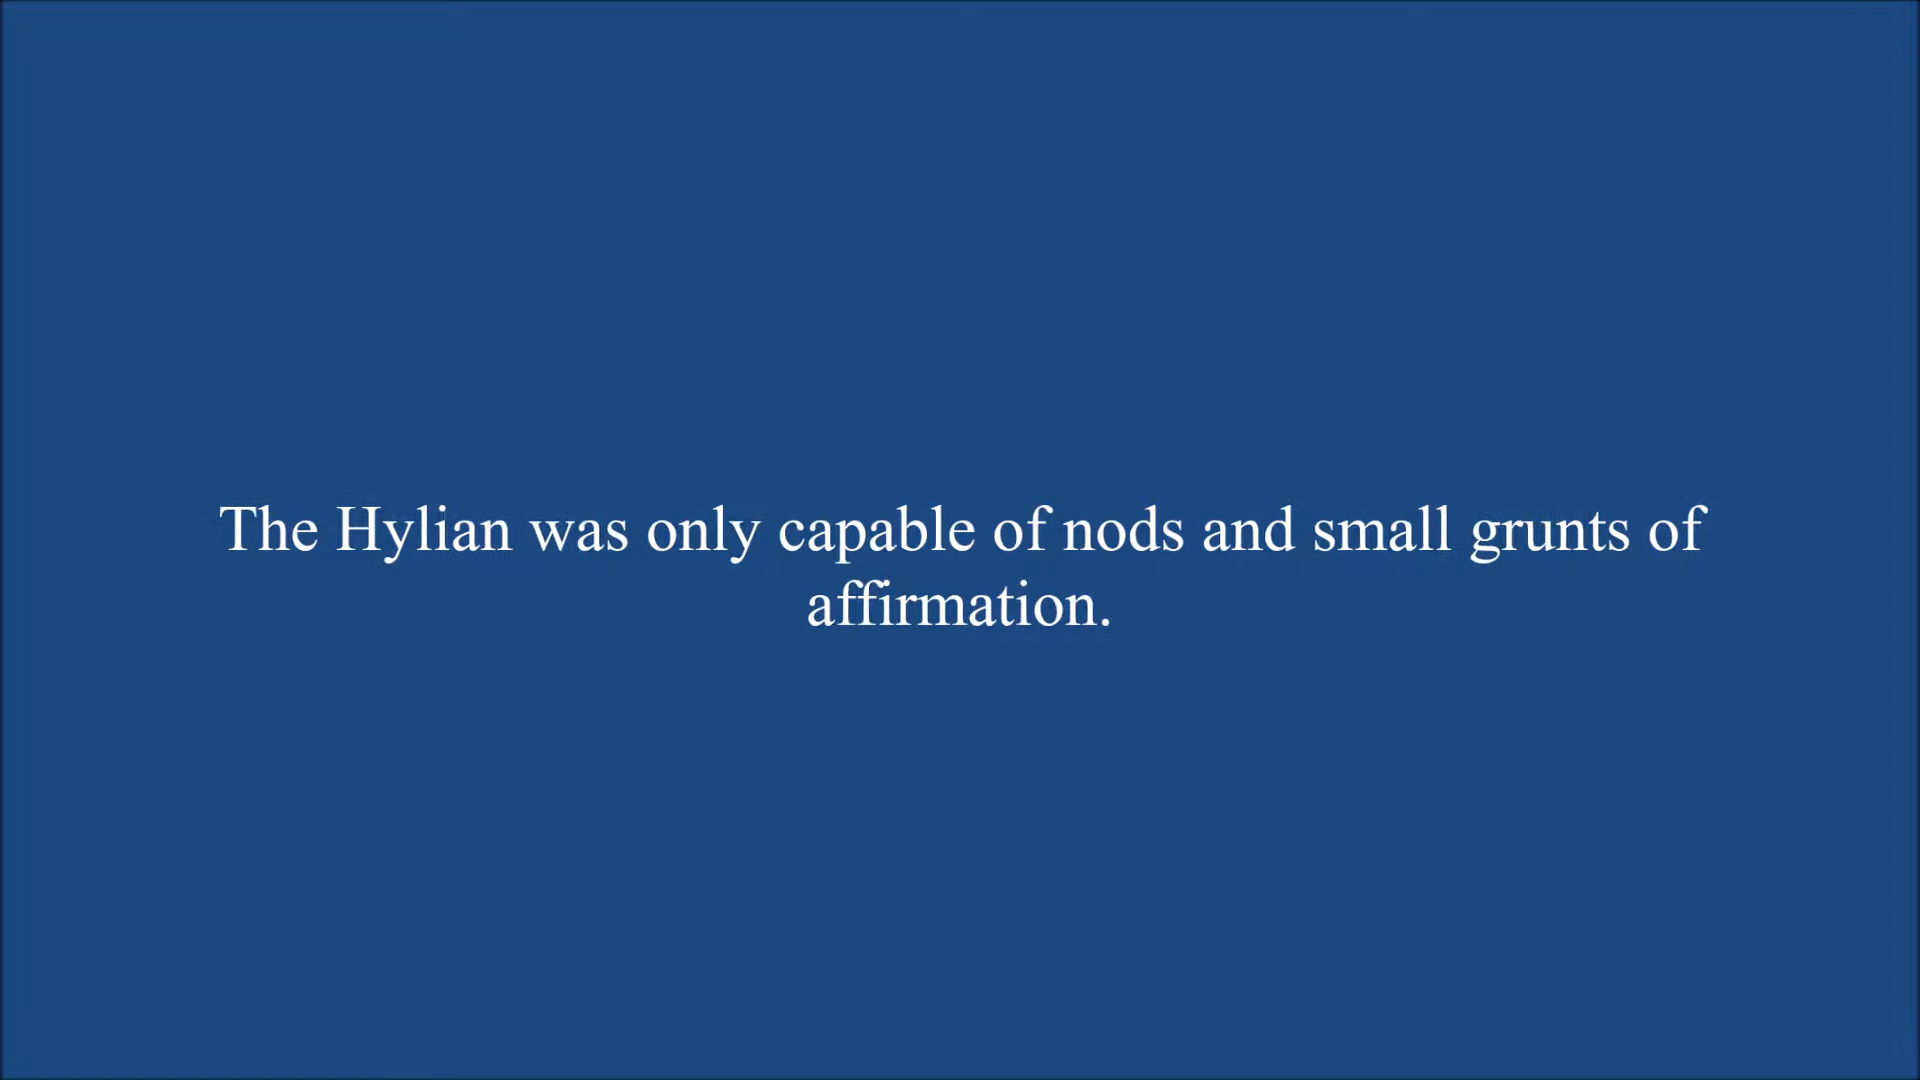 The Hylian was only capable of nods and small grunts of
affirmation.